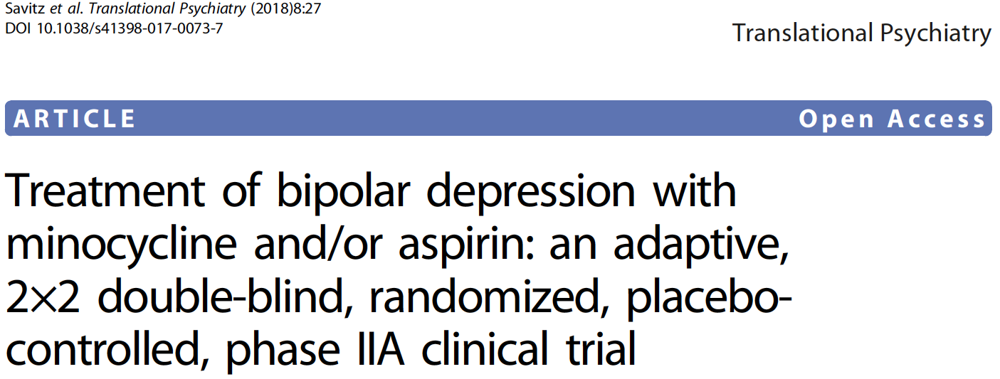 Savitz et al. Translational Psychiatry (2018)8:27
DOI 10.1038/s41398-017-0073-7
Translational Psychiatry
ARTICLE
Open Access
Treatment of bipolar depression with
minocycline and/or aspirin: an adaptive,
2×2 double-blind, randomized, placebo-
controlled, phase IIA clinical trial